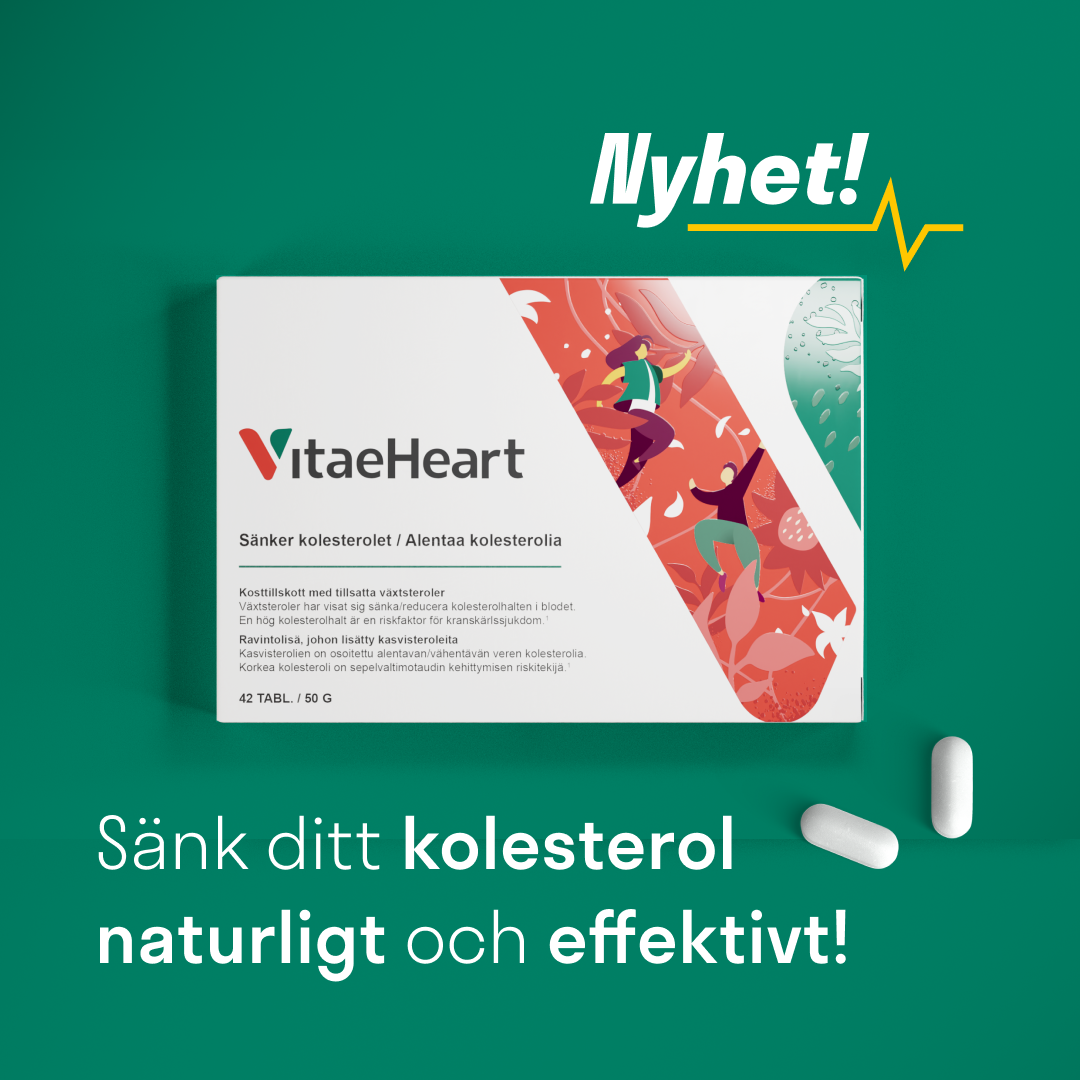 Nyhet!
VitaeHeart
Sänker kolesterolet / Alentaa kolesterolia
Kosttillskott med tillsatta växtsteroler
Växtsteroler har visat sig sänka/reducera kolesterolhalten i blodet.
En hög kolesterolhalt är en riskfaktor för kranskärlssjukdom.¹
Ravintolisä, johon lisätty kasvisteroleita
Kasvisterolien on osoitettu alentavan/vähentävän veren kolesterolia.
Korkea kolesteroli on sepelvaltimotaudin kehittymisen riskitekijä.¹
42 TABL. / 50 G
Sänk ditt kolesterol
naturligt och effektivt!